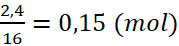 2,4/16 = 0,15 (mol)